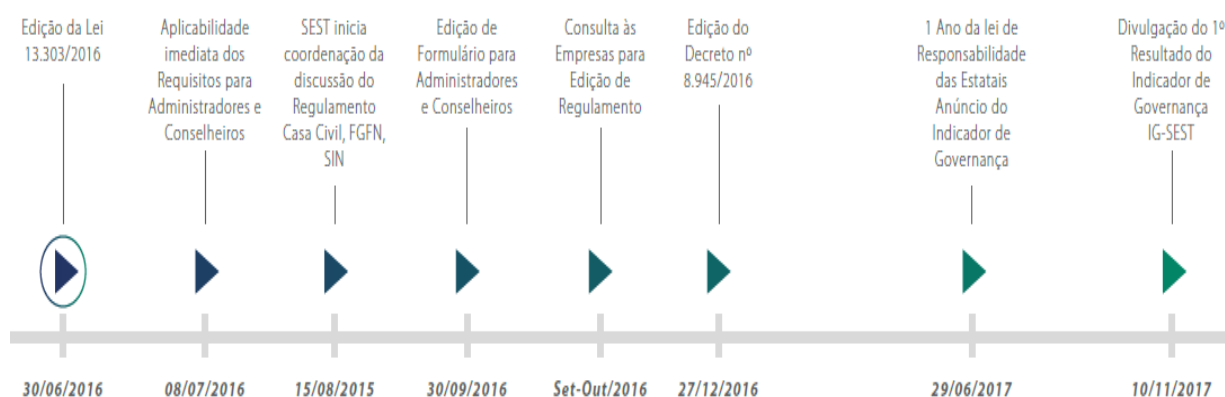 Edição da Lei
13.303/2016
Aplicabilidade
imediata dos
Requisitos para
Administradores e
Conselheiros
SEST inicia
coordenação da
discussão do
Regulamento
Casa Civil, FGFN,
SIN
Edição de
Formulário para
Administradores
e Conselheiros
Consulta às
Empresas para
Edição de
Regulamento
Edição do
Decreto nº
8.945/2016
1 Ano da lei de
Responsabilidade
das Estatais
Anúncio do
Indicador de
Governança
Divulgação do 1º
Resultado do
Indicador de
Governança
IG-SEST
30/06/2016
08/07/2016
15/08/2015
30/09/2016
Set-Out/2016
27/12/2016
29/06/2017
10/11/2017